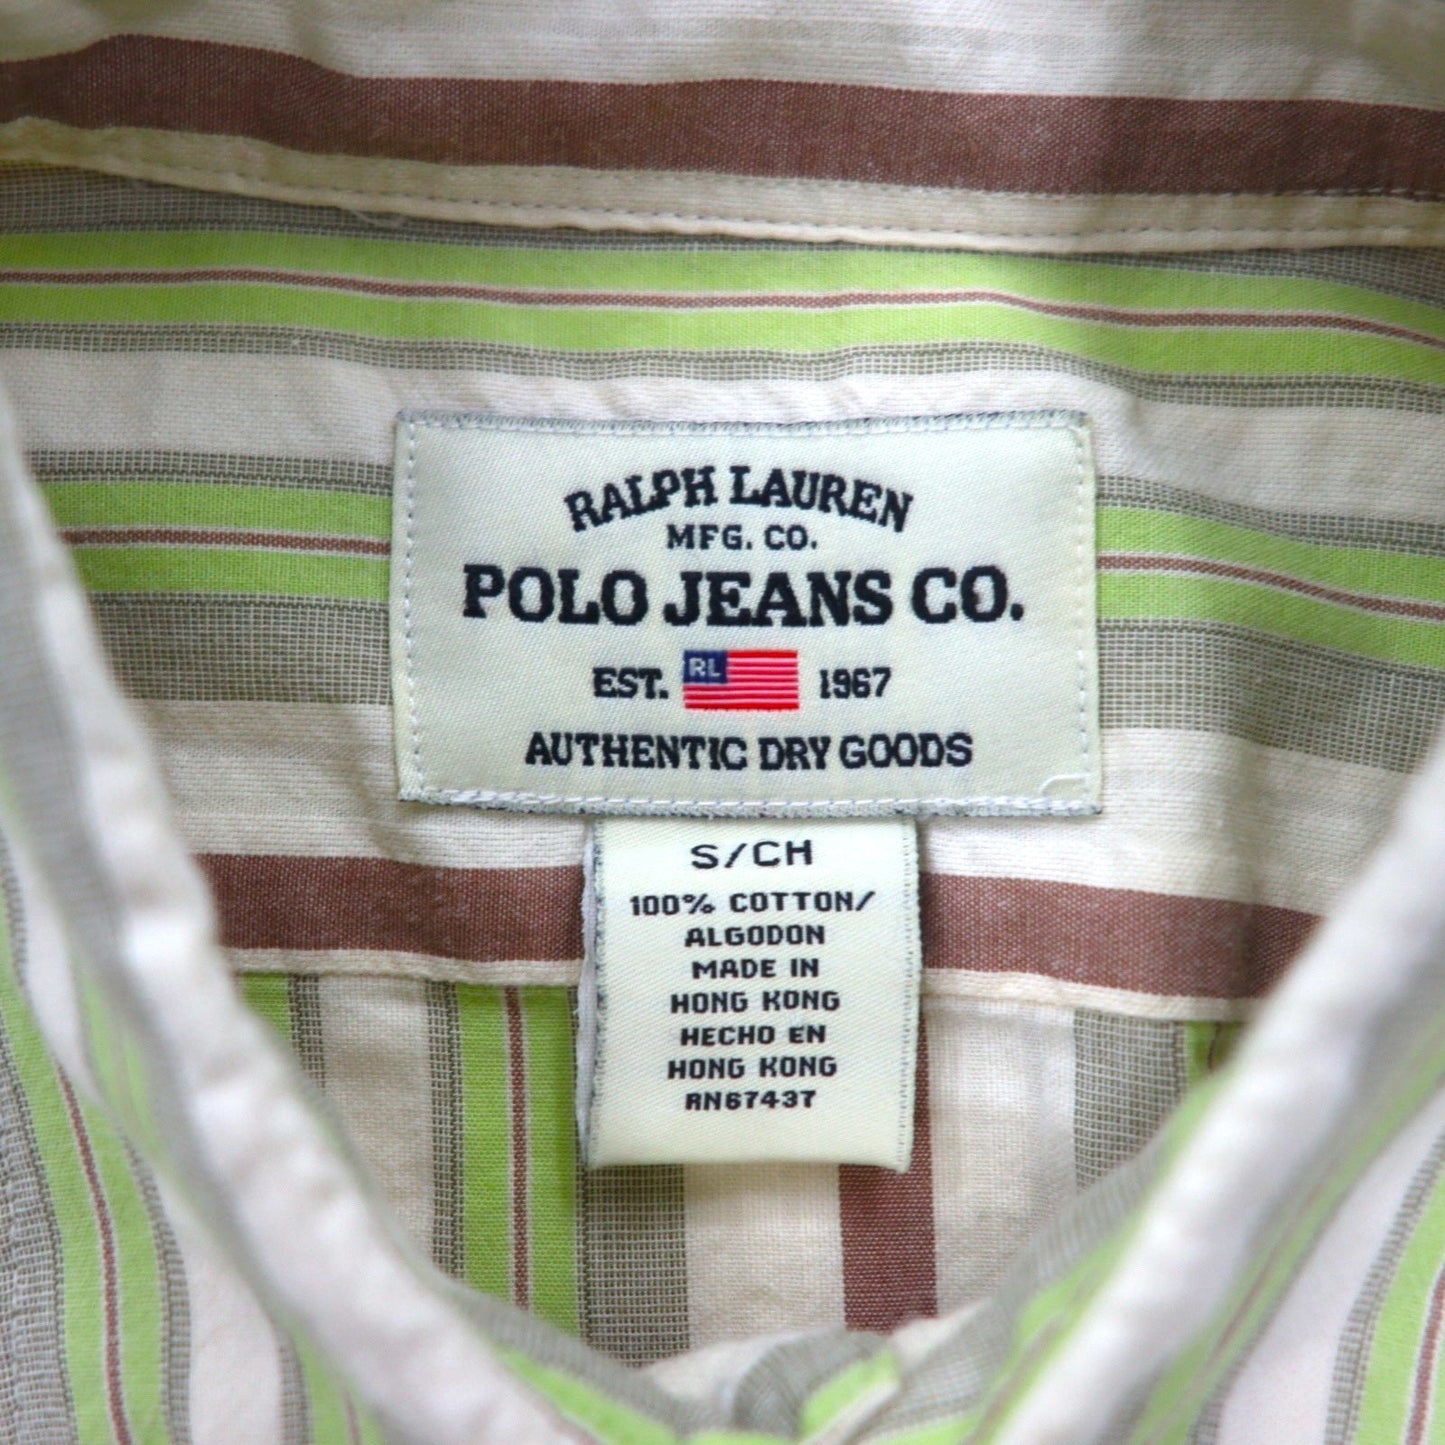 RALPH LAUREN
MFG. CO.
POLO JEANS CO.
EST. RL 1967
AUTHENTIC DRY GOODS
S/CH
100% COTTON/
ALGODON
MADE IN
HONG KONG
HECHO EN
HONG KONG
RN67437